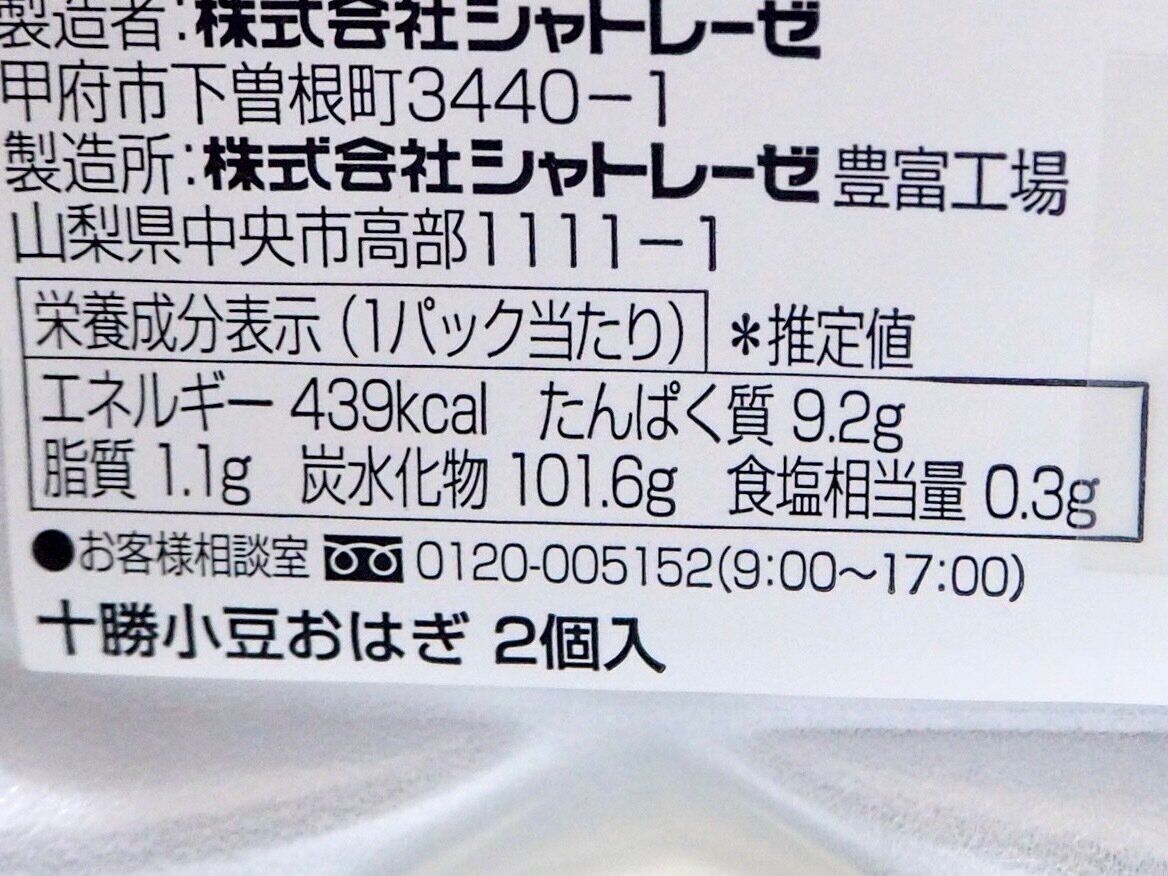 製造者:株式会社シャトレーゼ
甲府市下曽根町3440-1
製造所:株式会社シャトレーゼ 豊富工場
山梨県中央市高部1111-1
栄養成分表示(1パック当たり) *推定値
エネルギー 439kcal たんぱく質 9.2g
脂質 1.1g 炭水化物 101.6g 食塩相当量 0.3g
●お客様相談室 0120-005152(9:00~17:00)
十勝小豆おはぎ 2個入